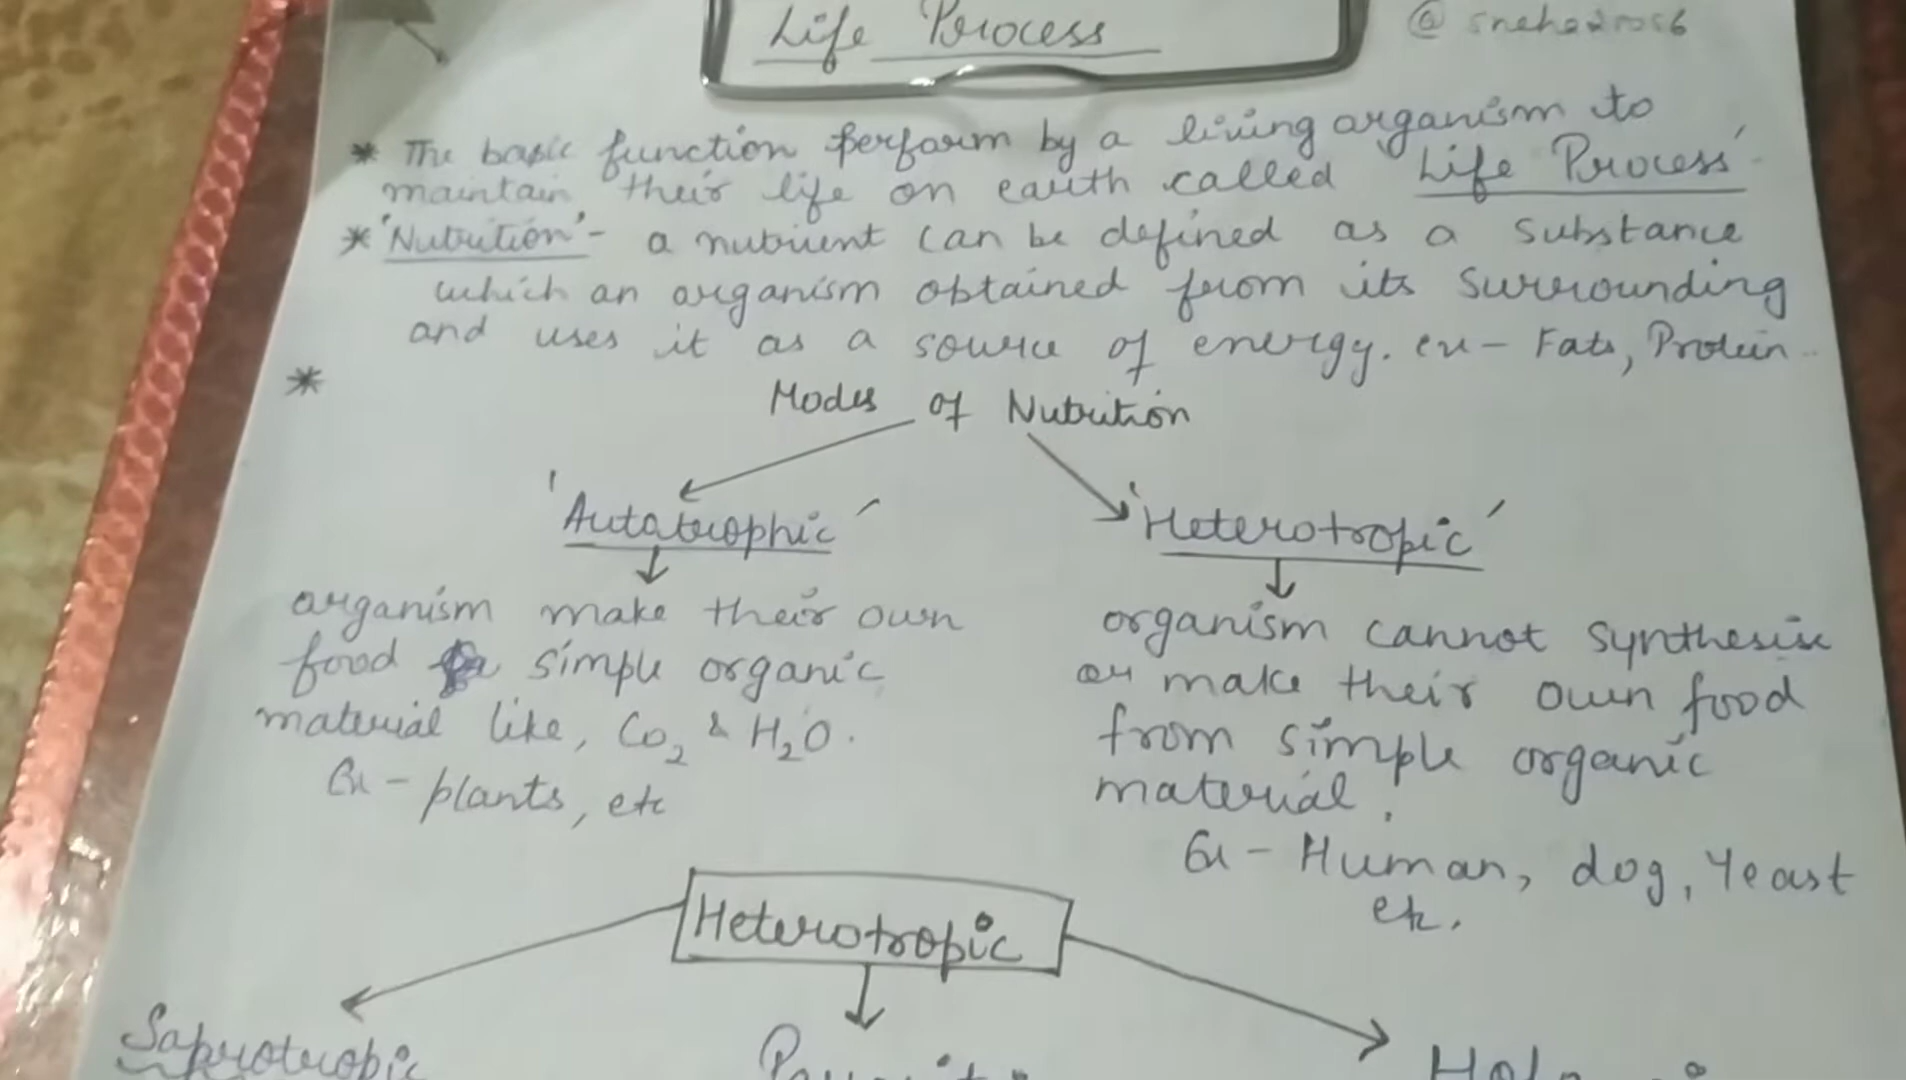 Life Process
* The basic function perform by a living organism to
maintain their life on earth called 'Life Process'
* 'Nutrition' - a nutrient can be defined as a substance
which an organism obtained from its surrounding
and uses it as a source of energy. ex - Fats, Protein
*
Modes of Nutrition
'Autotrophic' 'Heterotropic'
organism make their own
food simple organic
material like, Co2 & H2O.
Ex - plants, etc
organism cannot synthesis
or make their own food
from simple organic
material.
Ex - Human, dog, Yeast
etc.
Heterotropic
Saprotropic